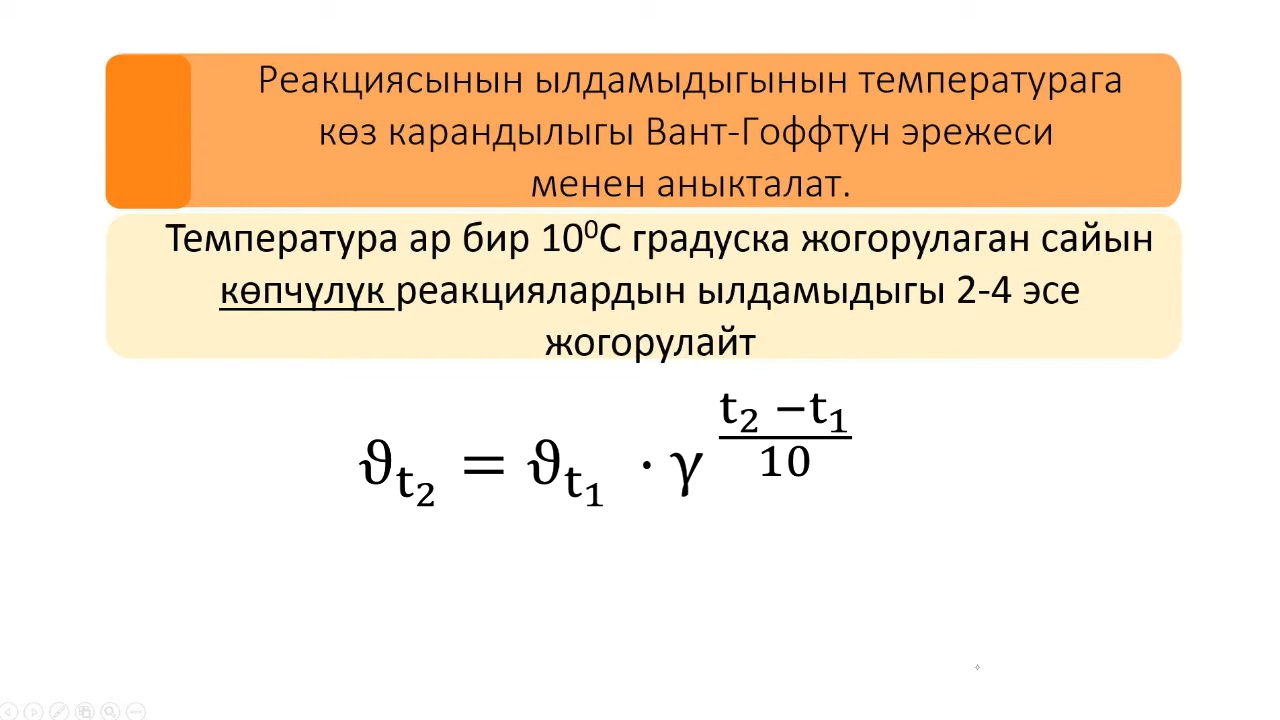 Реакциясынын ылдамыдыгынын температурага
көз карандылыгы Вант-Гоффтун эрежеси
менен аныкталат.
Температура ар бир 10⁰С градуска жогорулаган сайын
көпчүлүк реакциялардын ылдамыдыгы 2-4 эсе
жогорулайт
ϑt₂ = ϑt₁ · γ^((t₂ −t₁)/10)